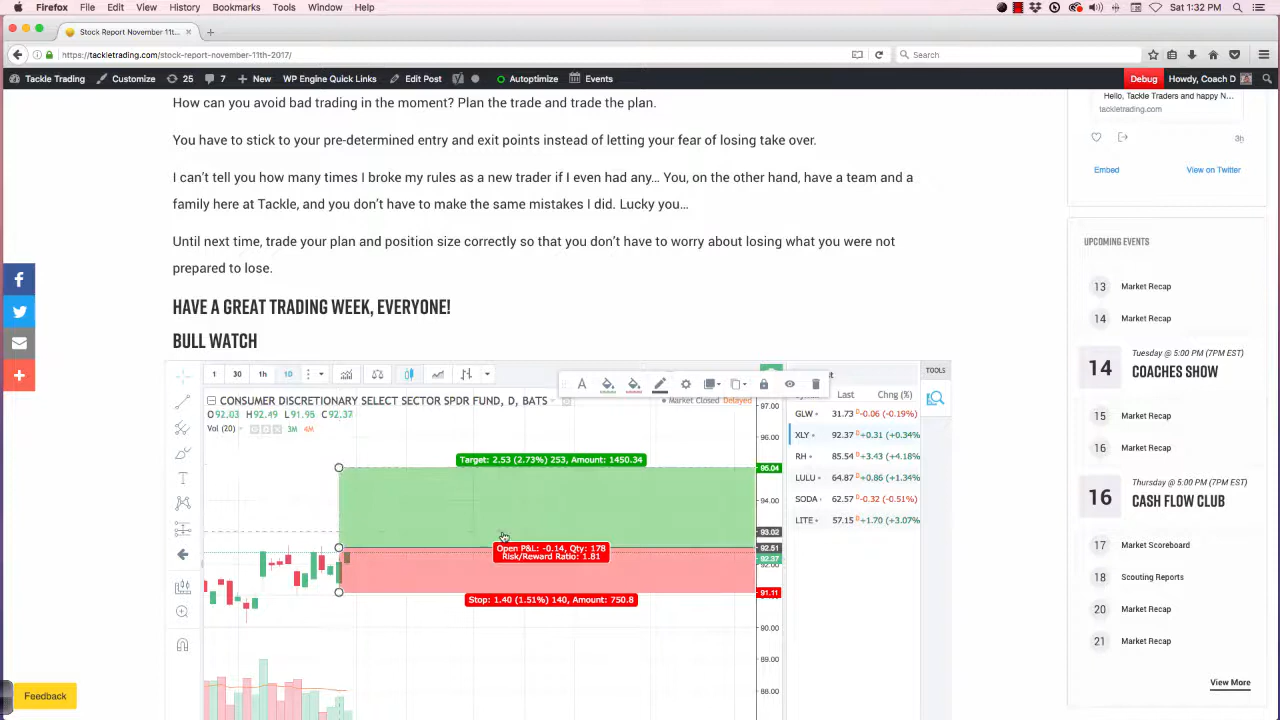 Firefox File Edit View History Bookmarks Tools Window Help
Sat 1:32 PM
Stock Report November 11t...
https://tackletrading.com/stock-report-november-11th-2017/
Search
Tackle Trading Customize 25 7 New WP Engine Quick Links Edit Post Autoptimize Events
Debug Howdy, Coach D
How can you avoid bad trading in the moment? Plan the trade and trade the plan.
You have to stick to your pre-determined entry and exit points instead of letting your fear of losing take over.
I can't tell you how many times I broke my rules as a new trader if I even had any... You, on the other hand, have a team and a
family here at Tackle, and you don't have to make the same mistakes I did. Lucky you...
Until next time, trade your plan and position size correctly so that you don't have to worry about losing what you were not
prepared to lose.
HAVE A GREAT TRADING WEEK, EVERYONE!
BULL WATCH
1 30 1h 1D
CONSUMER DISCRETIONARY SELECT SECTOR SPDR FUND, D, BATS
Market Closed Delayed
O 92.03 H 92.49 L 91.95 C 92.37
Vol (20) 3M 4M
Target: 2.53 (2.73%) 253, Amount: 1450.34
Open P&L: -0.14, Qty: 178
Risk/Reward Ratio: 1.81
Stop: 1.40 (1.51%) 140, Amount: 750.8
97.00
96.00
95.04
94.00
93.02
92.51
92.37
92.00
91.11
90.00
89.00
88.00
Last Chng (%)
GLW 31.73 D -0.06 (-0.19%)
XLY 92.37 D +0.31 (+0.34%)
RH 85.54 D +3.43 (+4.18%)
LULU 64.87 D +0.86 (+1.34%)
SODA 62.57 D -0.32 (-0.51%)
LITE 57.15 D +1.70 (+3.07%)
TOOLS
Hello, Tackle Traders and happy N...
tackletrading.com
3h
Embed View on Twitter
UPCOMING EVENTS
13 Market Recap
14 Market Recap
14 Tuesday @ 5:00 PM (7PM EST)
COACHES SHOW
15 Market Recap
16 Market Recap
16 Thursday @ 5:00 PM (7PM EST)
CASH FLOW CLUB
17 Market Scoreboard
18 Scouting Reports
20 Market Recap
21 Market Recap
View More
Feedback